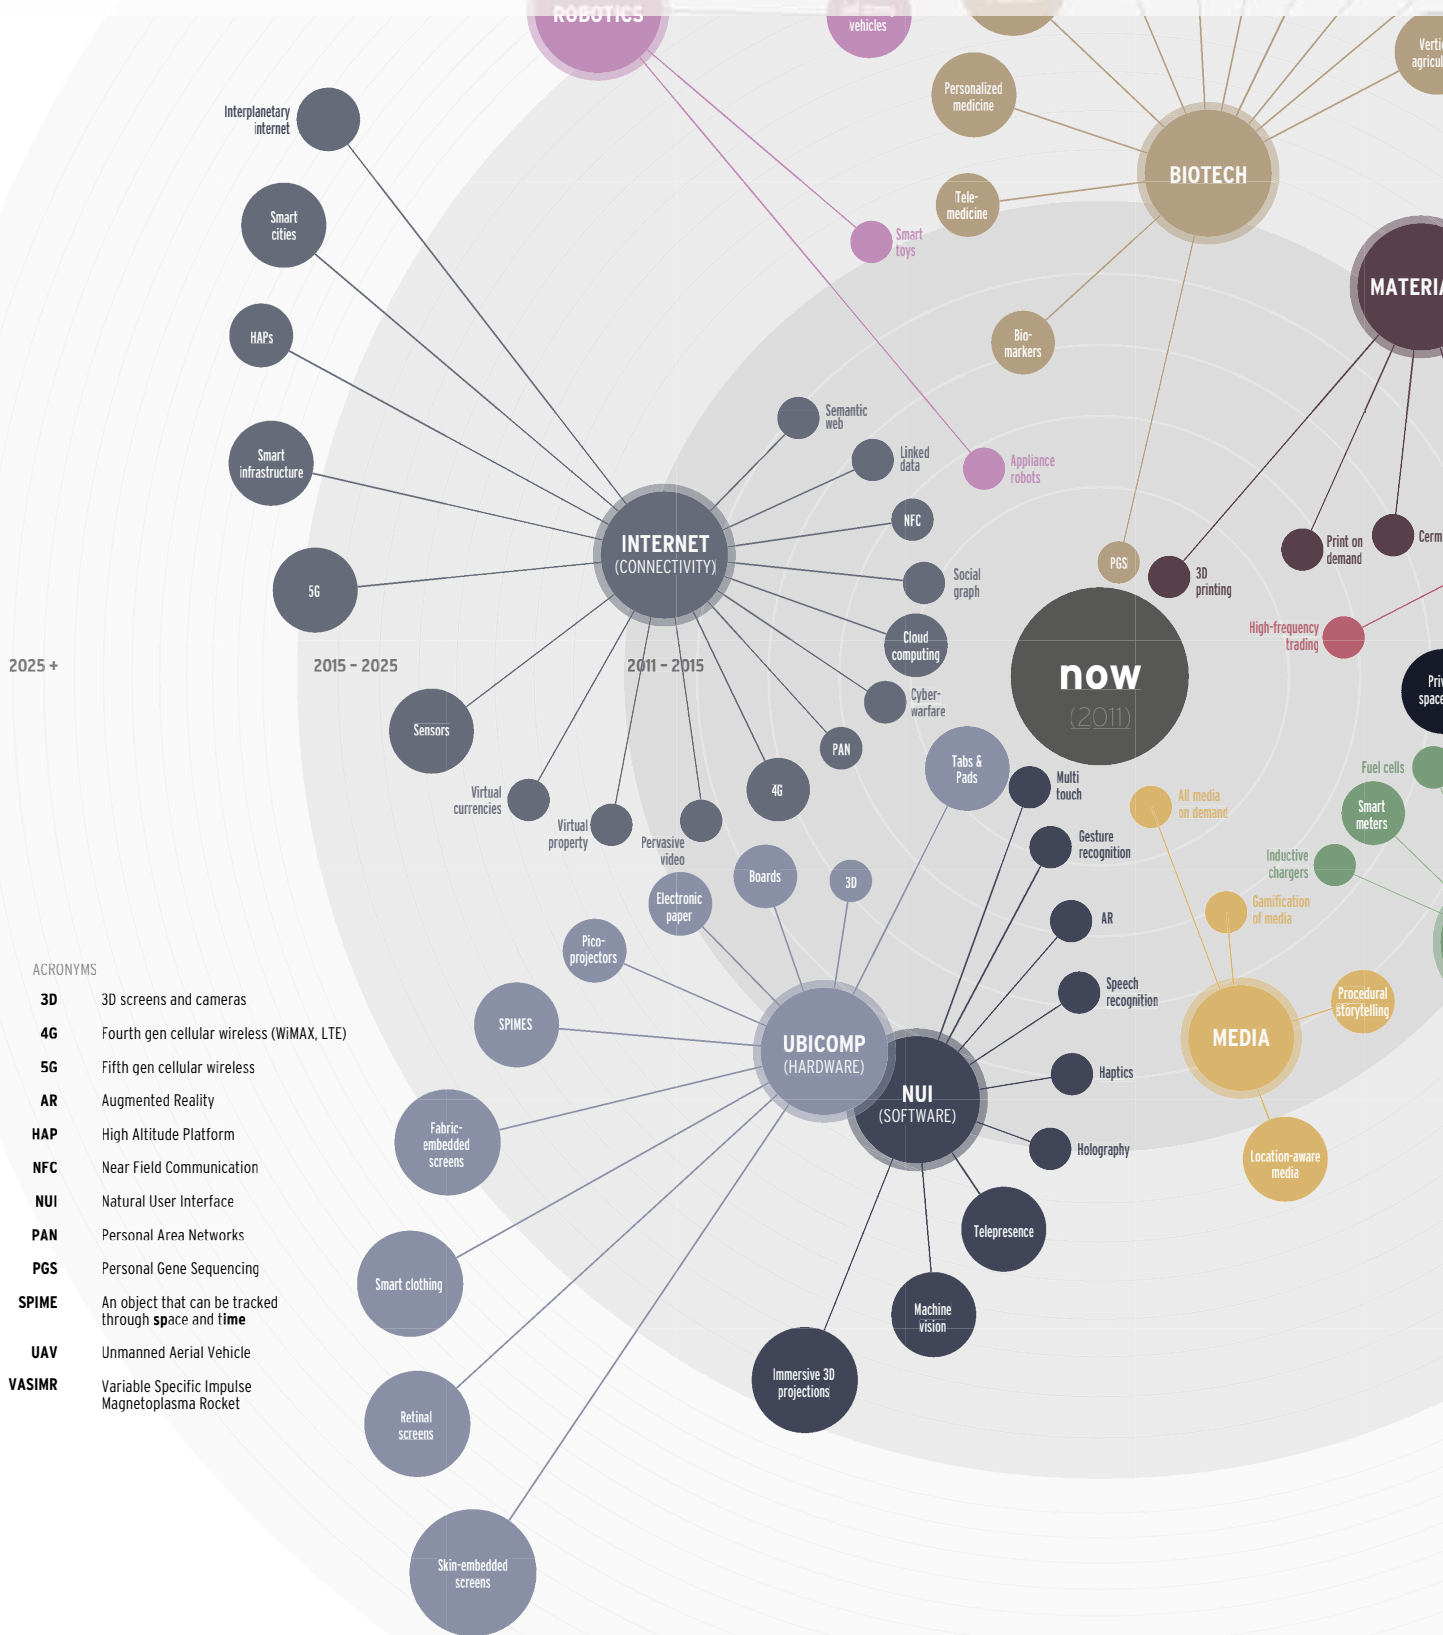 ROBOTICS
vehicles
Personalized
medicine
Tele-
medicine
BIOTECH
Bio-
markers
PGS
MATERIA
Smart
toys
Appliance
robots
Interplanetary
internet
Smart
cities
HAPs
Smart
infrastructure
5G
Sensors
Virtual
currencies
Virtual
property
Pervasive
video
4G
PAN
Cyber-
warfare
Cloud
computing
Social
graph
NFC
Linked
data
Semantic
web
INTERNET
(CONNECTIVITY)
3D
printing
Print on
demand
Cerm
High-frequency
trading
Priv
space
2025 +
2015 – 2025
2011 – 2015
now
(2011)
Tabs &
Pads
Multi
touch
Gesture
recognition
AR
Speech
recognition
Haptics
Holography
Telepresence
Machine
vision
Immersive 3D
projections
NUI
(SOFTWARE)
UBICOMP
(HARDWARE)
3D
Boards
Electronic
paper
Pico-
projectors
SPIMES
Fabric-
embedded
screens
Smart clothing
Retinal
screens
Skin-embedded
screens
All media
on demand
Gamification
of media
Procedural
storytelling
MEDIA
Location-aware
media
Fuel cells
Smart
meters
Inductive
chargers
ACRONYMS
3D 3D screens and cameras
4G Fourth gen cellular wireless (WiMAX, LTE)
5G Fifth gen cellular wireless
AR Augmented Reality
HAP High Altitude Platform
NFC Near Field Communication
NUI Natural User Interface
PAN Personal Area Networks
PGS Personal Gene Sequencing
SPIME An object that can be tracked
through space and time
UAV Unmanned Aerial Vehicle
VASIMR Variable Specific Impulse
Magnetoplasma Rocket